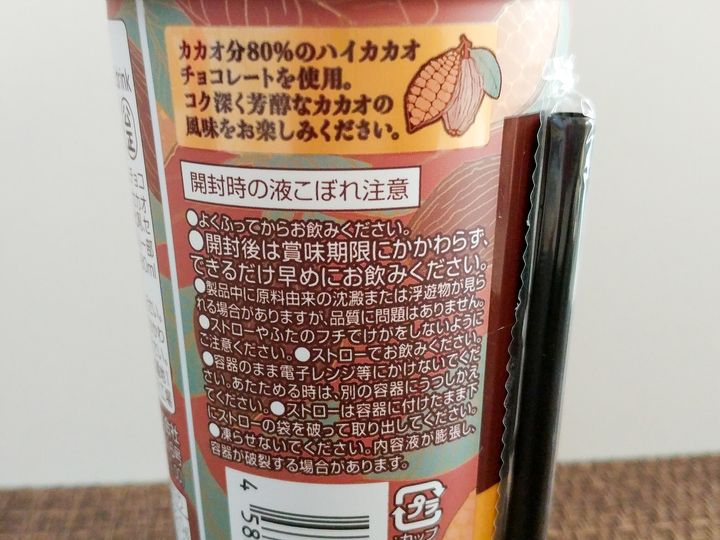 カカオ分80%のハイカカオ
チョコレートを使用。
コク深く芳醇なカカオの
風味をお楽しみください。
開封時の液こぼれ注意
●よくふってからお飲みください。
●開封後は賞味期限にかかわらず、
できるだけ早めにお飲みください。
●製品中に原料由来の沈澱または浮遊物が見ら
れる場合がありますが、品質に問題はありません。
●ストローやふたのフチでけがをしないように
ご注意ください。●ストローでお飲みください。
●容器のまま電子レンジ等にかけないでくだ
さい。あたためる時は、別の容器にうつしかえ
てください。●ストローは容器に付けたまま下
にストローの袋を破って取り出してください。
●凍らせないでください。内容液が膨張し、
容器が破裂する場合があります。
4 58
プラ
カップ
drink
公正